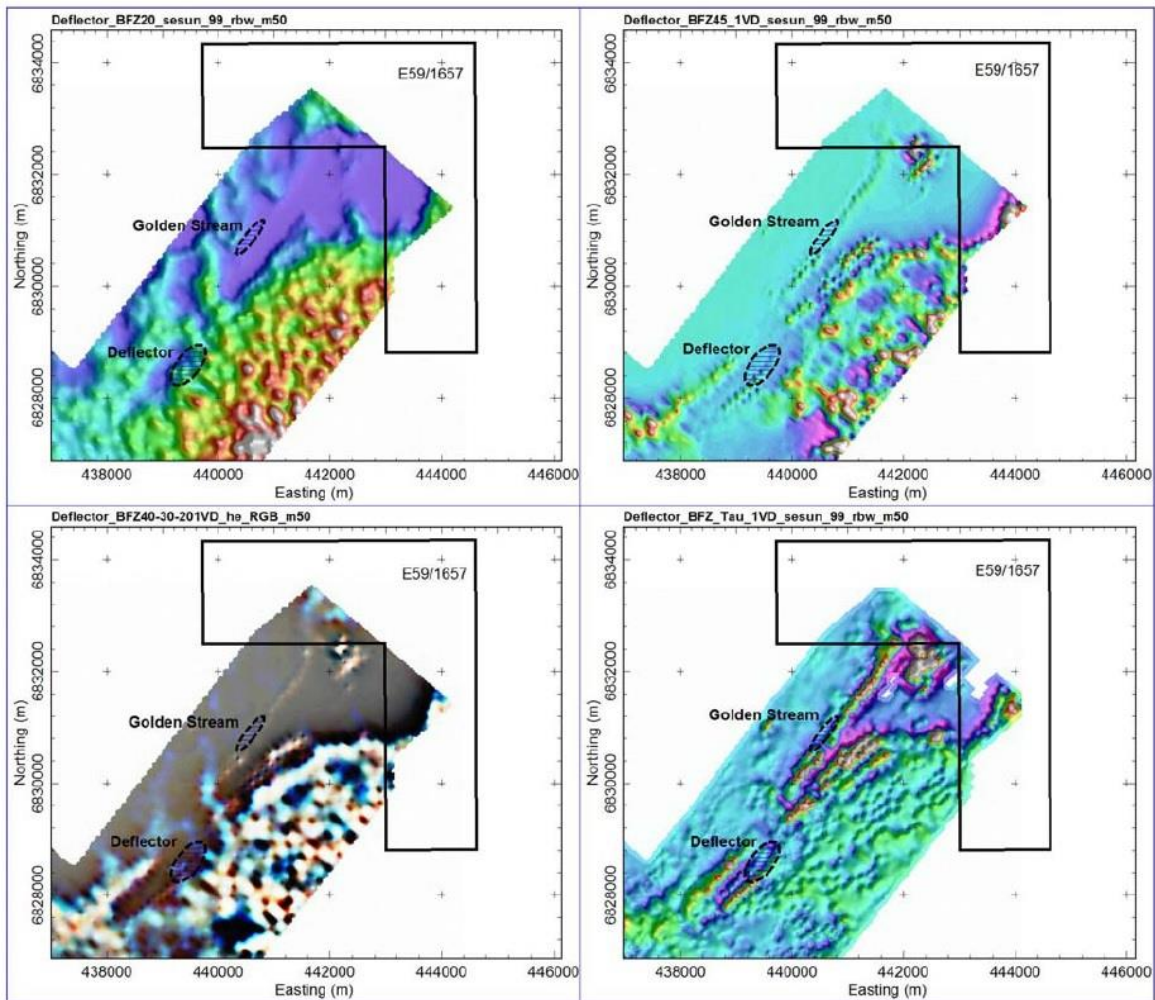 Deflector_BFZ20_sesun_99_rbw_m50
E59/1657
Golden Stream
Deflector
Northing (m)
6834000
6832000
6830000
6828000
438000 440000 442000 444000 446000
Easting (m)
Deflector_BFZ45_1VD_sesun_99_rbw_m50
E59/1657
Golden Stream
Deflector
Northing (m)
6834000
6832000
6830000
6828000
438000 440000 442000 444000 446000
Easting (m)
Deflector_BFZ40-30-201VD_he_RGB_m50
E59/1657
Golden Stream
Deflector
Northing (m)
6834000
6832000
6830000
6828000
438000 440000 442000 444000 446000
Easting (m)
Deflector_BFZ_Tau_1VD_sesun_99_rbw_m50
E59/1657
Golden Stream
Deflector
Northing (m)
6834000
6832000
6830000
6828000
438000 440000 442000 444000 446000
Easting (m)